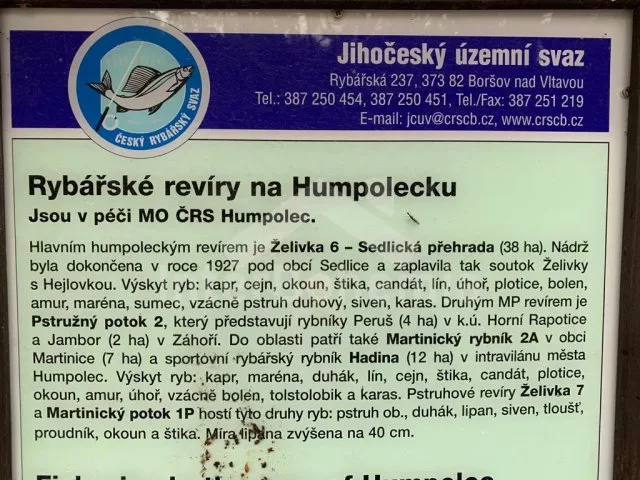 ČESKÝ RYBÁŘSKÝ SVAZ
Jihočeský územní svaz
Rybářská 237, 373 82 Boršov nad Vltavou
Tel.: 387 250 454, 387 250 451, Tel./Fax: 387 251 219
E-mail: jcuv@crscb.cz, www.crscb.cz
Rybářské revíry na Humpolecku
Jsou v péči MO ČRS Humpolec.
Hlavním humpoleckým revírem je Želivka 6 – Sedlická přehrada (38 ha). Nádrž
byla dokončena v roce 1927 pod obcí Sedlice a zaplavila tak soutok Želivky
s Hejlovkou. Výskyt ryb: kapr, cejn, okoun, štika, candát, lín, úhoř, plotice, bolen,
amur, maréna, sumec, vzácně pstruh duhový, siven, karas. Druhým MP revírem je
Pstružný potok 2, který představují rybníky Peruš (4 ha) v k.ú. Horní Rapotice
a Jambor (2 ha) v Záhoří. Do oblasti patří také Martinický rybník 2A v obci
Martinice (7 ha) a sportovní rybářský rybník Hadina (12 ha) v intravilánu města
Humpolec. Výskyt ryb: kapr, maréna, duhák, lín, cejn, štika, candát, plotice,
okoun, amur, úhoř, vzácně bolen, tolstolobik a karas. Pstruhové revíry Želivka 7
a Martinický potok 1P hostí tyto druhy ryb: pstruh ob., duhák, lipan, siven, tloušť,
proudník, okoun a štika. Míra lipana zvýšena na 40 cm.